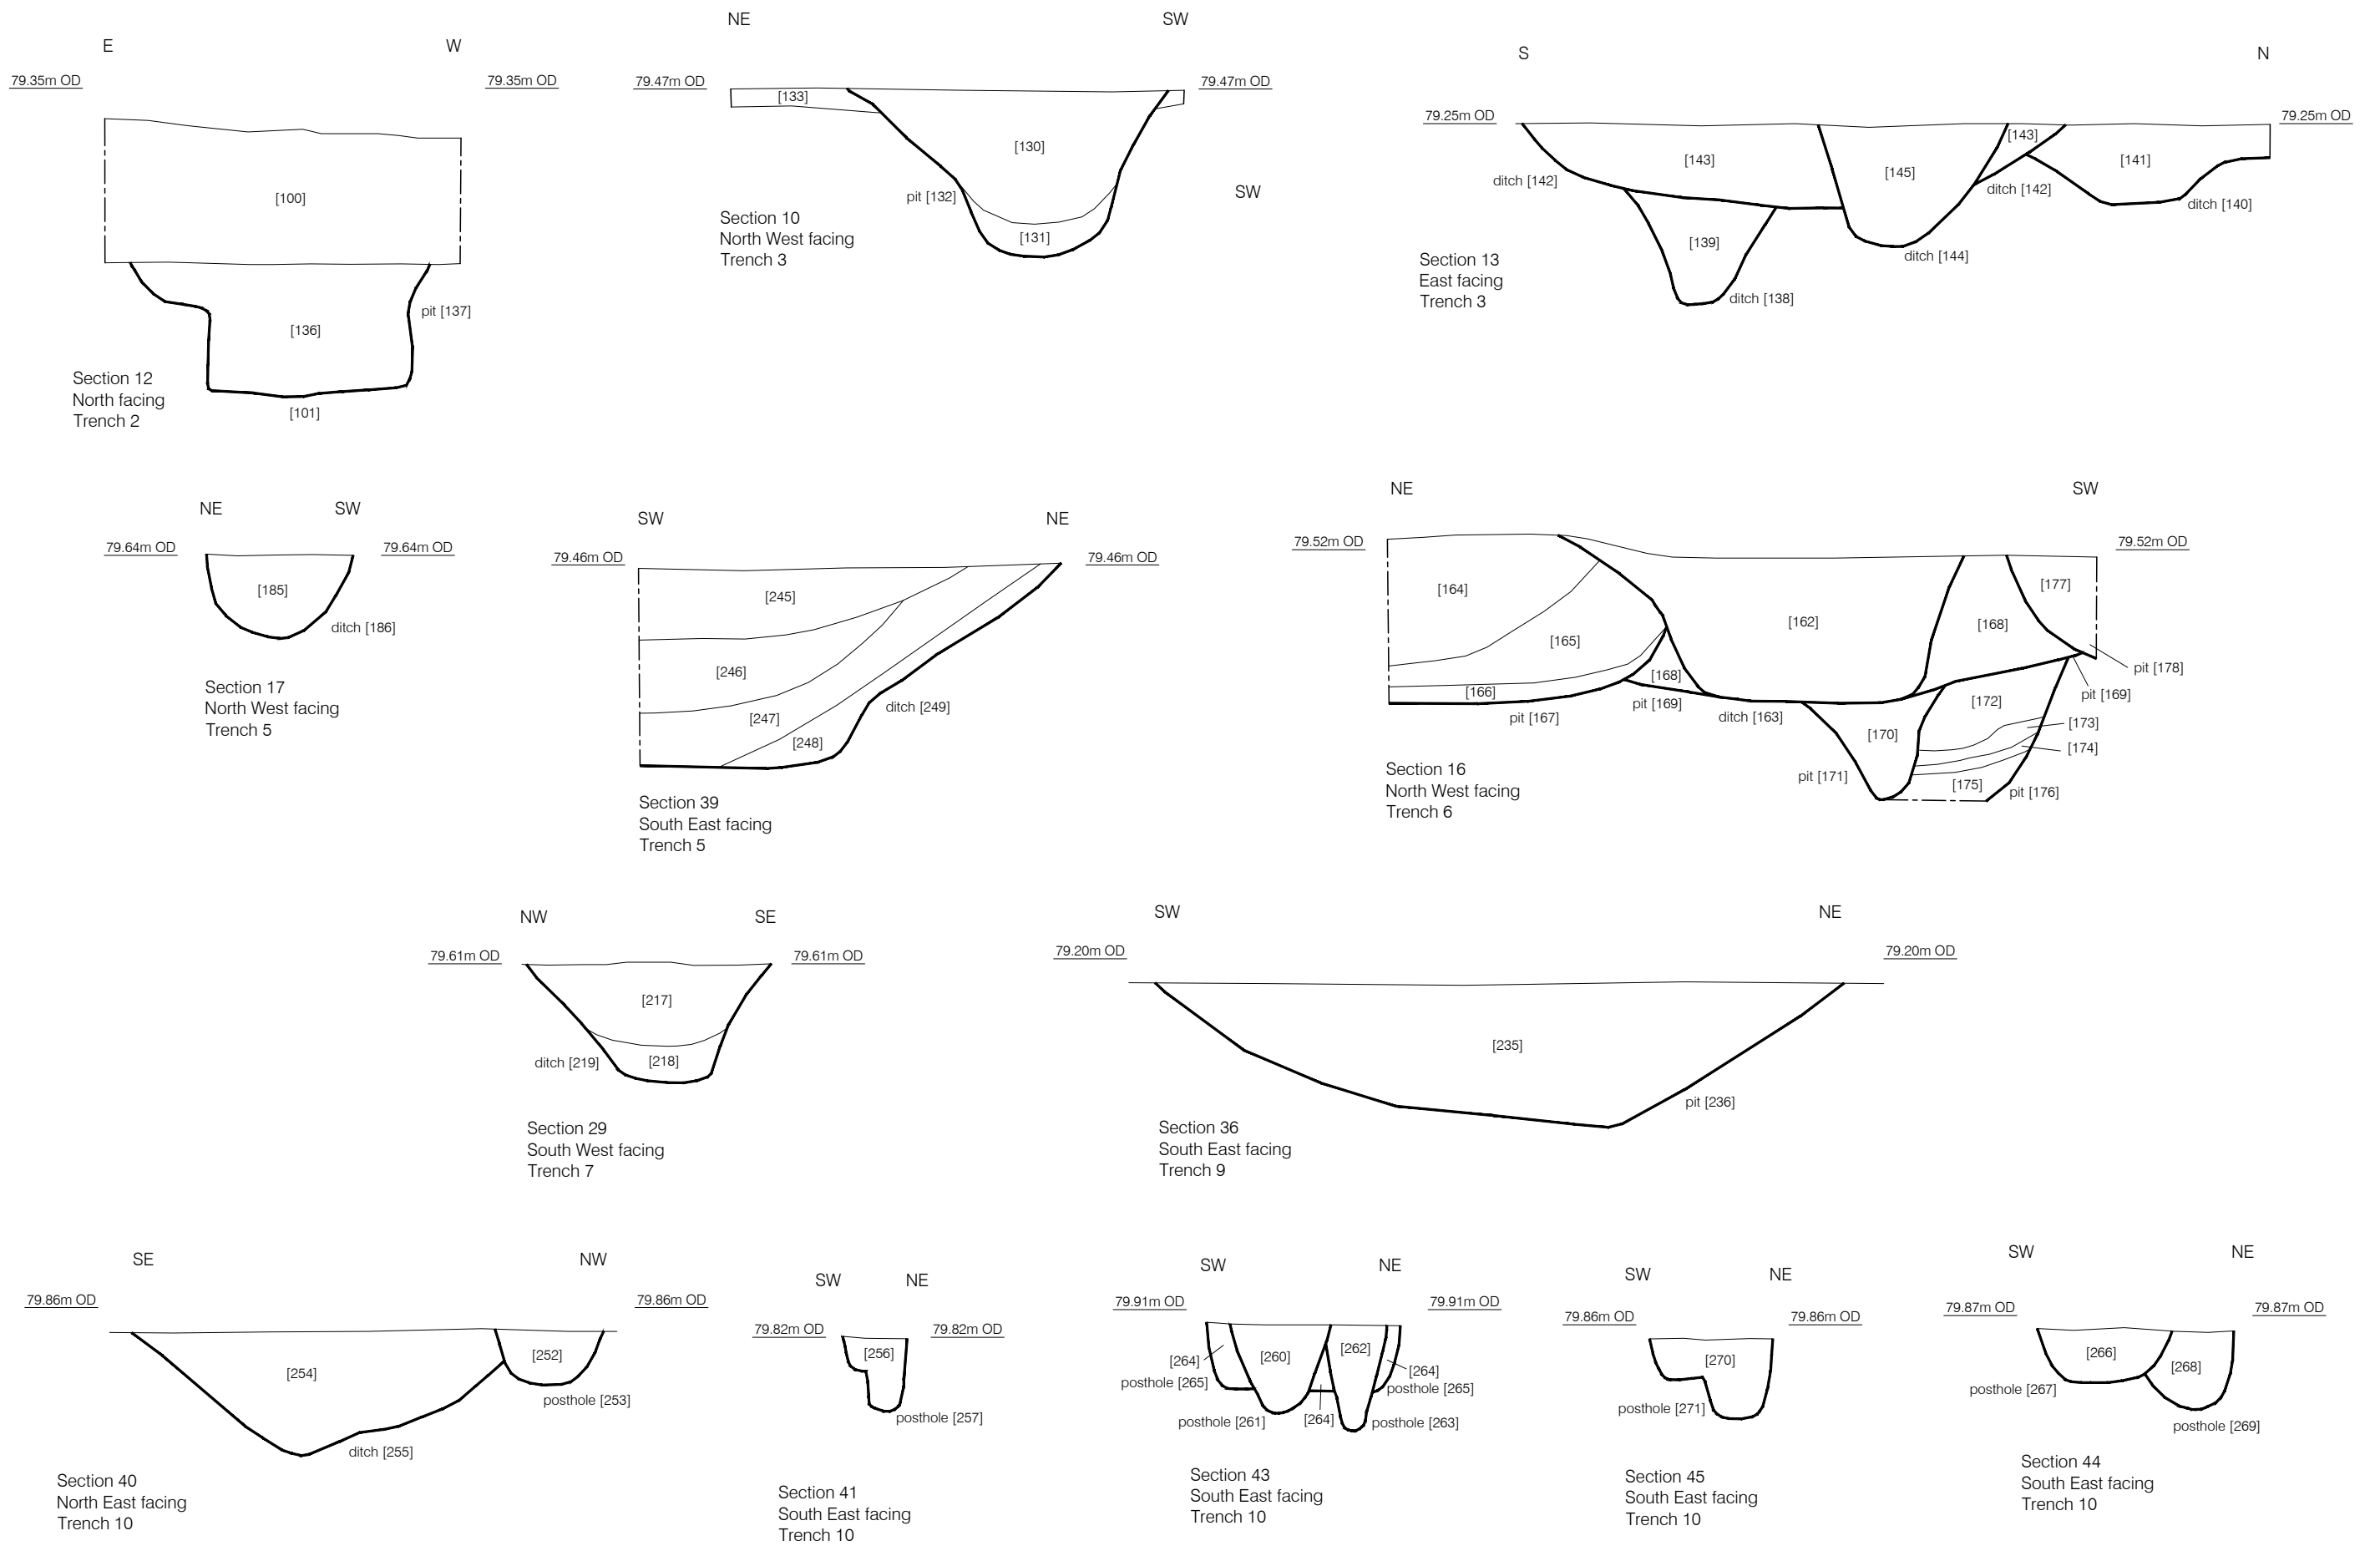 E
W
79.35m OD
79.35m OD
[100]
[136]
pit [137]
[101]
Section 12
North facing
Trench 2
NE
SW
79.47m OD
79.47m OD
[133]
[130]
pit [132]
[131]
SW
Section 10
North West facing
Trench 3
S
N
79.25m OD
79.25m OD
[143]
[143]
[141]
[145]
ditch [142]
ditch [142]
ditch [140]
[139]
ditch [144]
ditch [138]
Section 13
East facing
Trench 3
NE
SW
79.64m OD
79.64m OD
[185]
ditch [186]
Section 17
North West facing
Trench 5
SW
NE
79.46m OD
79.46m OD
[245]
[246]
[247]
[248]
ditch [249]
Section 39
South East facing
Trench 5
NE
SW
79.52m OD
79.52m OD
[164]
[177]
[162]
[168]
[165]
[168]
pit [178]
[166]
pit [169]
pit [169]
[172]
pit [167]
ditch [163]
[173]
[170]
[174]
pit [171]
[175]
pit [176]
Section 16
North West facing
Trench 6
NW
SE
79.61m OD
79.61m OD
[217]
ditch [219]
[218]
Section 29
South West facing
Trench 7
SW
NE
79.20m OD
79.20m OD
[235]
pit [236]
Section 36
South East facing
Trench 9
SE
NW
79.86m OD
79.86m OD
[252]
[254]
posthole [253]
ditch [255]
Section 40
North East facing
Trench 10
SW
NE
79.82m OD
79.82m OD
[256]
posthole [257]
Section 41
South East facing
Trench 10
SW
NE
79.91m OD
79.91m OD
[262]
[264]
[260]
[264]
posthole [265]
posthole [265]
posthole [261]
[264]
posthole [263]
Section 43
South East facing
Trench 10
SW
NE
79.86m OD
79.86m OD
[270]
posthole [271]
Section 45
South East facing
Trench 10
SW
NE
79.87m OD
79.87m OD
[266]
[268]
posthole [267]
posthole [269]
Section 44
South East facing
Trench 10